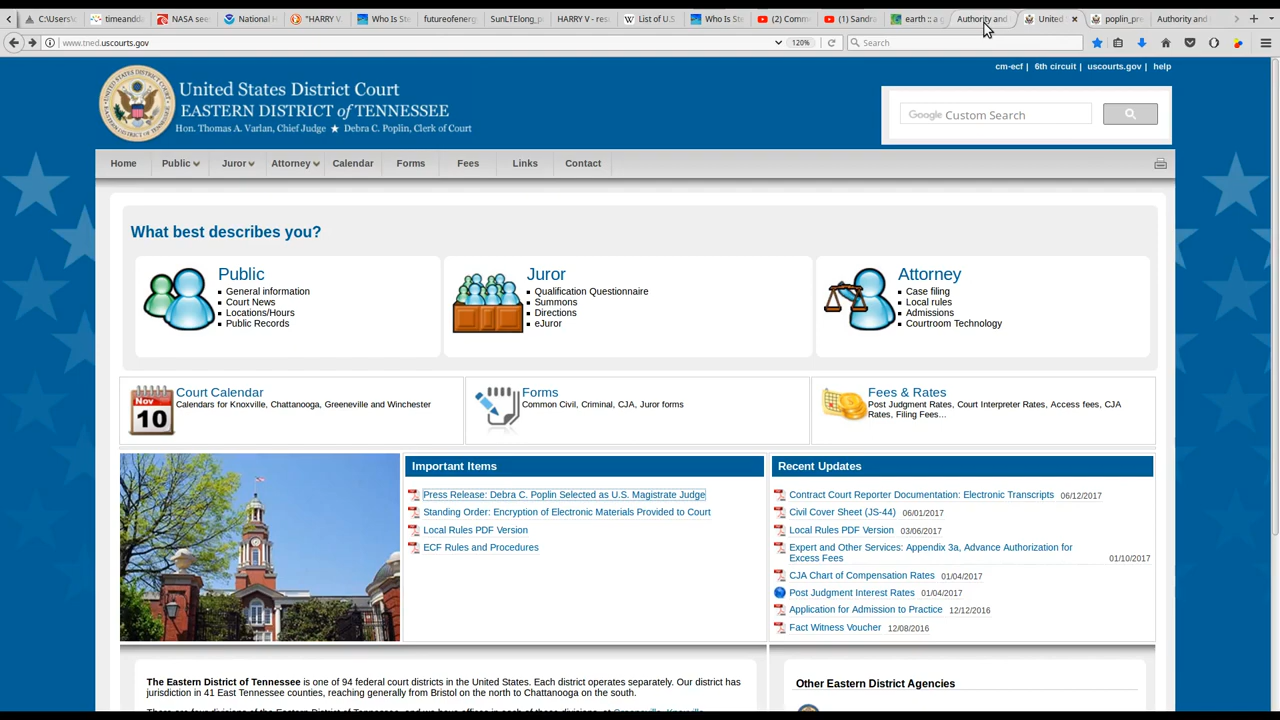 C:\Users\ timeandda NASA see National H "HARRY V. Who Is Ste futureofenerg SunLTElong_p HARRY V - res List of U.S Who Is Ste (2) Comm (1) Sandra earth :: a g Authority and United poplin_pre Authority and
www.tned.uscourts.gov 120% Search
cm-ecf | 6th circuit | uscourts.gov | help
United States District Court
EASTERN DISTRICT of TENNESSEE
Hon. Thomas A. Varlan, Chief Judge ★ Debra C. Poplin, Clerk of Court
Google Custom Search
Home Public Juror Attorney Calendar Forms Fees Links Contact
What best describes you?
Public
General information
Court News
Locations/Hours
Public Records
Juror
Qualification Questionnaire
Summons
Directions
eJuror
Attorney
Case filing
Local rules
Admissions
Courtroom Technology
Nov
10
Court Calendar
Calendars for Knoxville, Chattanooga, Greeneville and Winchester
Forms
Common Civil, Criminal, CJA, Juror forms
Fees & Rates
Post Judgment Rates, Court Interpreter Rates, Access fees, CJA
Rates, Filing Fees...
Important Items
Press Release: Debra C. Poplin Selected as U.S. Magistrate Judge
Standing Order: Encryption of Electronic Materials Provided to Court
Local Rules PDF Version
ECF Rules and Procedures
Recent Updates
Contract Court Reporter Documentation: Electronic Transcripts 06/12/2017
Civil Cover Sheet (JS-44) 06/01/2017
Local Rules PDF Version 03/06/2017
Expert and Other Services: Appendix 3a, Advance Authorization for
Excess Fees 01/10/2017
CJA Chart of Compensation Rates 01/04/2017
Post Judgment Interest Rates 01/04/2017
Application for Admission to Practice 12/12/2016
Fact Witness Voucher 12/08/2016
The Eastern District of Tennessee is one of 94 federal court districts in the United States. Each district operates separately. Our district has
jurisdiction in 41 East Tennessee counties, reaching generally from Bristol on the north to Chattanooga on the south.
Other Eastern District Agencies